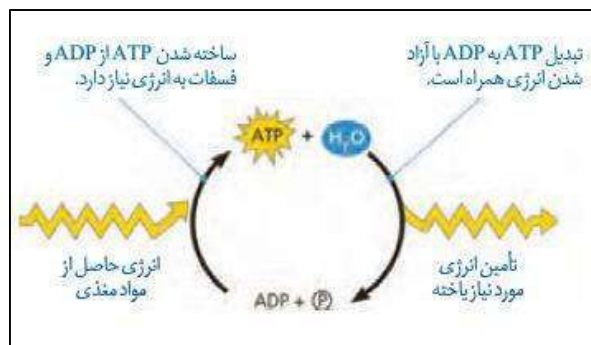 ساخته شدن ATP از ADP و
فسفات به انرژی نیاز دارد.
تبدیل ATP به ADP با آزاد
شدن انرژی همراه است.
ATP + H₂O
انرژی حاصل از
مواد مغذی
تأمین انرژی
مورد نیاز یاخته
ADP + P